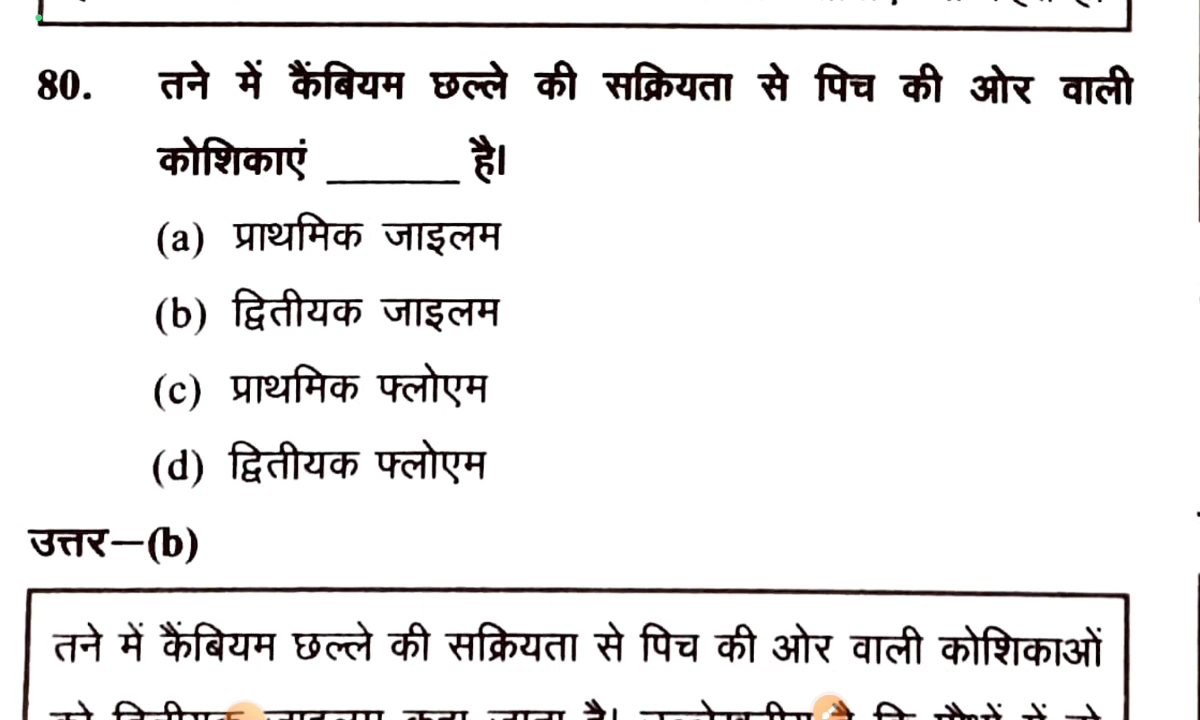 80. तने में कैंबियम छल्ले की सक्रियता से पिच की ओर वाली
कोशिकाएं ______ है।
(a) प्राथमिक जाइलम
(b) द्वितीयक जाइलम
(c) प्राथमिक फ्लोएम
(d) द्वितीयक फ्लोएम
उत्तर—(b)
तने में कैंबियम छल्ले की सक्रियता से पिच की ओर वाली कोशिकाओं